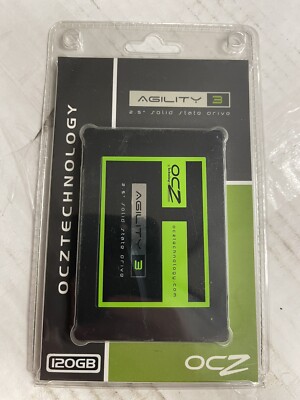 AGILITY 3
2.5" solid state drive
OCZTECHNOLOGY
OCZ
TECHNOLOGY
ocztechnology.com
AGILITY 3
2.5" solid state drive
120GB
OCZ